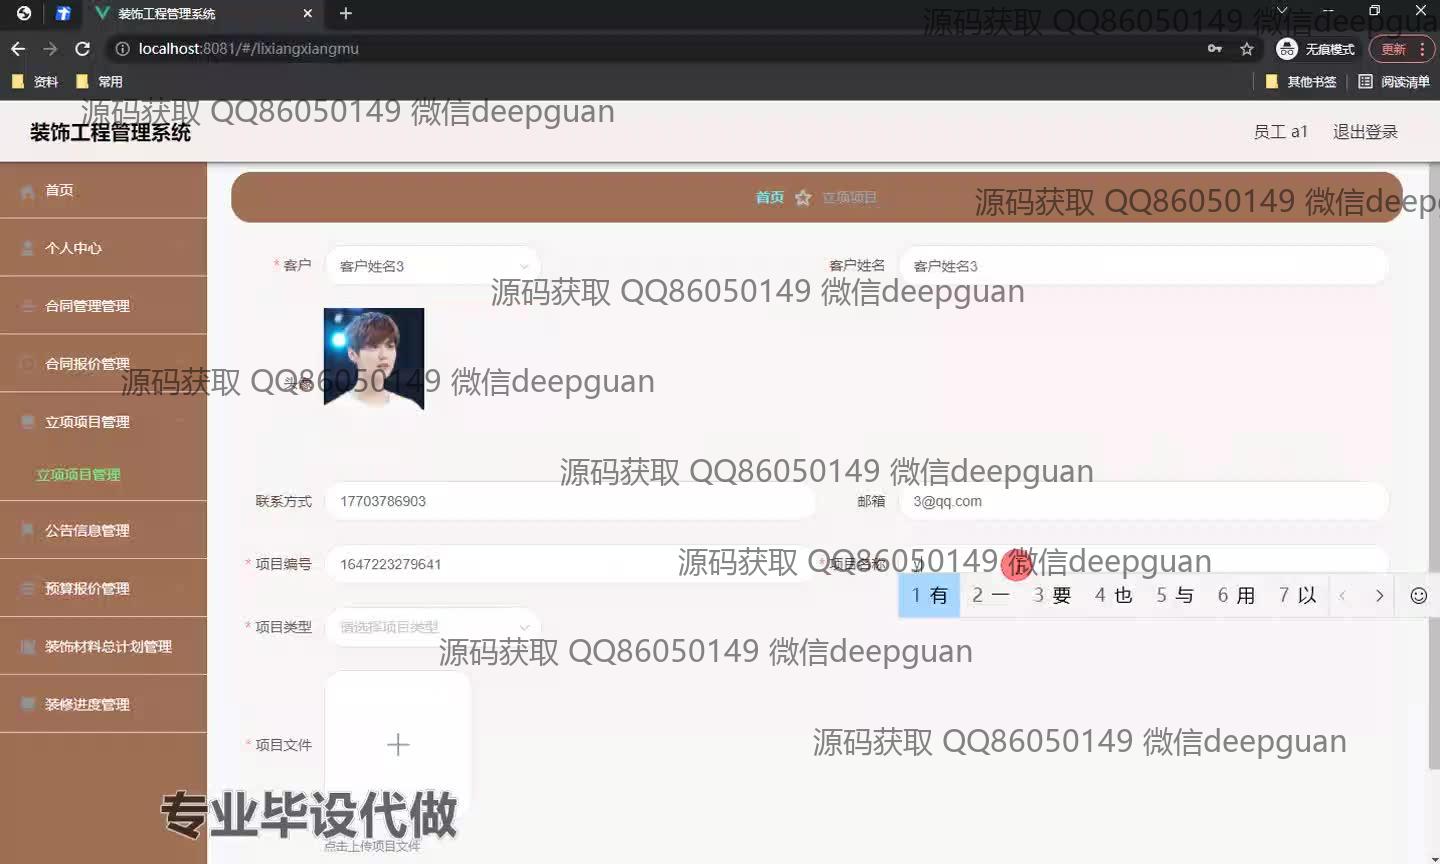 装饰工程管理系统
源码获取 QQ86050149 微信deepgua
localhost:8081/#/lixiangxiangmu
无痕模式
更新
资料
常用
其他书签
阅读清单
源码获取 QQ86050149 微信deepguan
装饰工程管理系统
员工 a1
退出登录
首页
首页
立项项目
源码获取 QQ86050149 微信deep
个人中心
* 客户
客户姓名3
客户姓名
客户姓名3
源码获取 QQ86050149 微信deepguan
合同管理管理
合同报价管理
源码获取 QQ86050149 微信deepguan
头像
立项项目管理
立项项目管理
源码获取 QQ86050149 微信deepguan
联系方式
17703786903
邮箱
3@qq.com
公告信息管理
* 项目编号
1647223279641
* 项目名称
y
源码获取 QQ86050149 微信deepguan
1 有 2 一 3 要 4 也 5 与 6 用 7 以
预算报价管理
* 项目类型
请选择项目类型
源码获取 QQ86050149 微信deepguan
装饰材料总计划管理
装修进度管理
* 项目文件
源码获取 QQ86050149 微信deepguan
专业毕设代做
点击上传项目文件